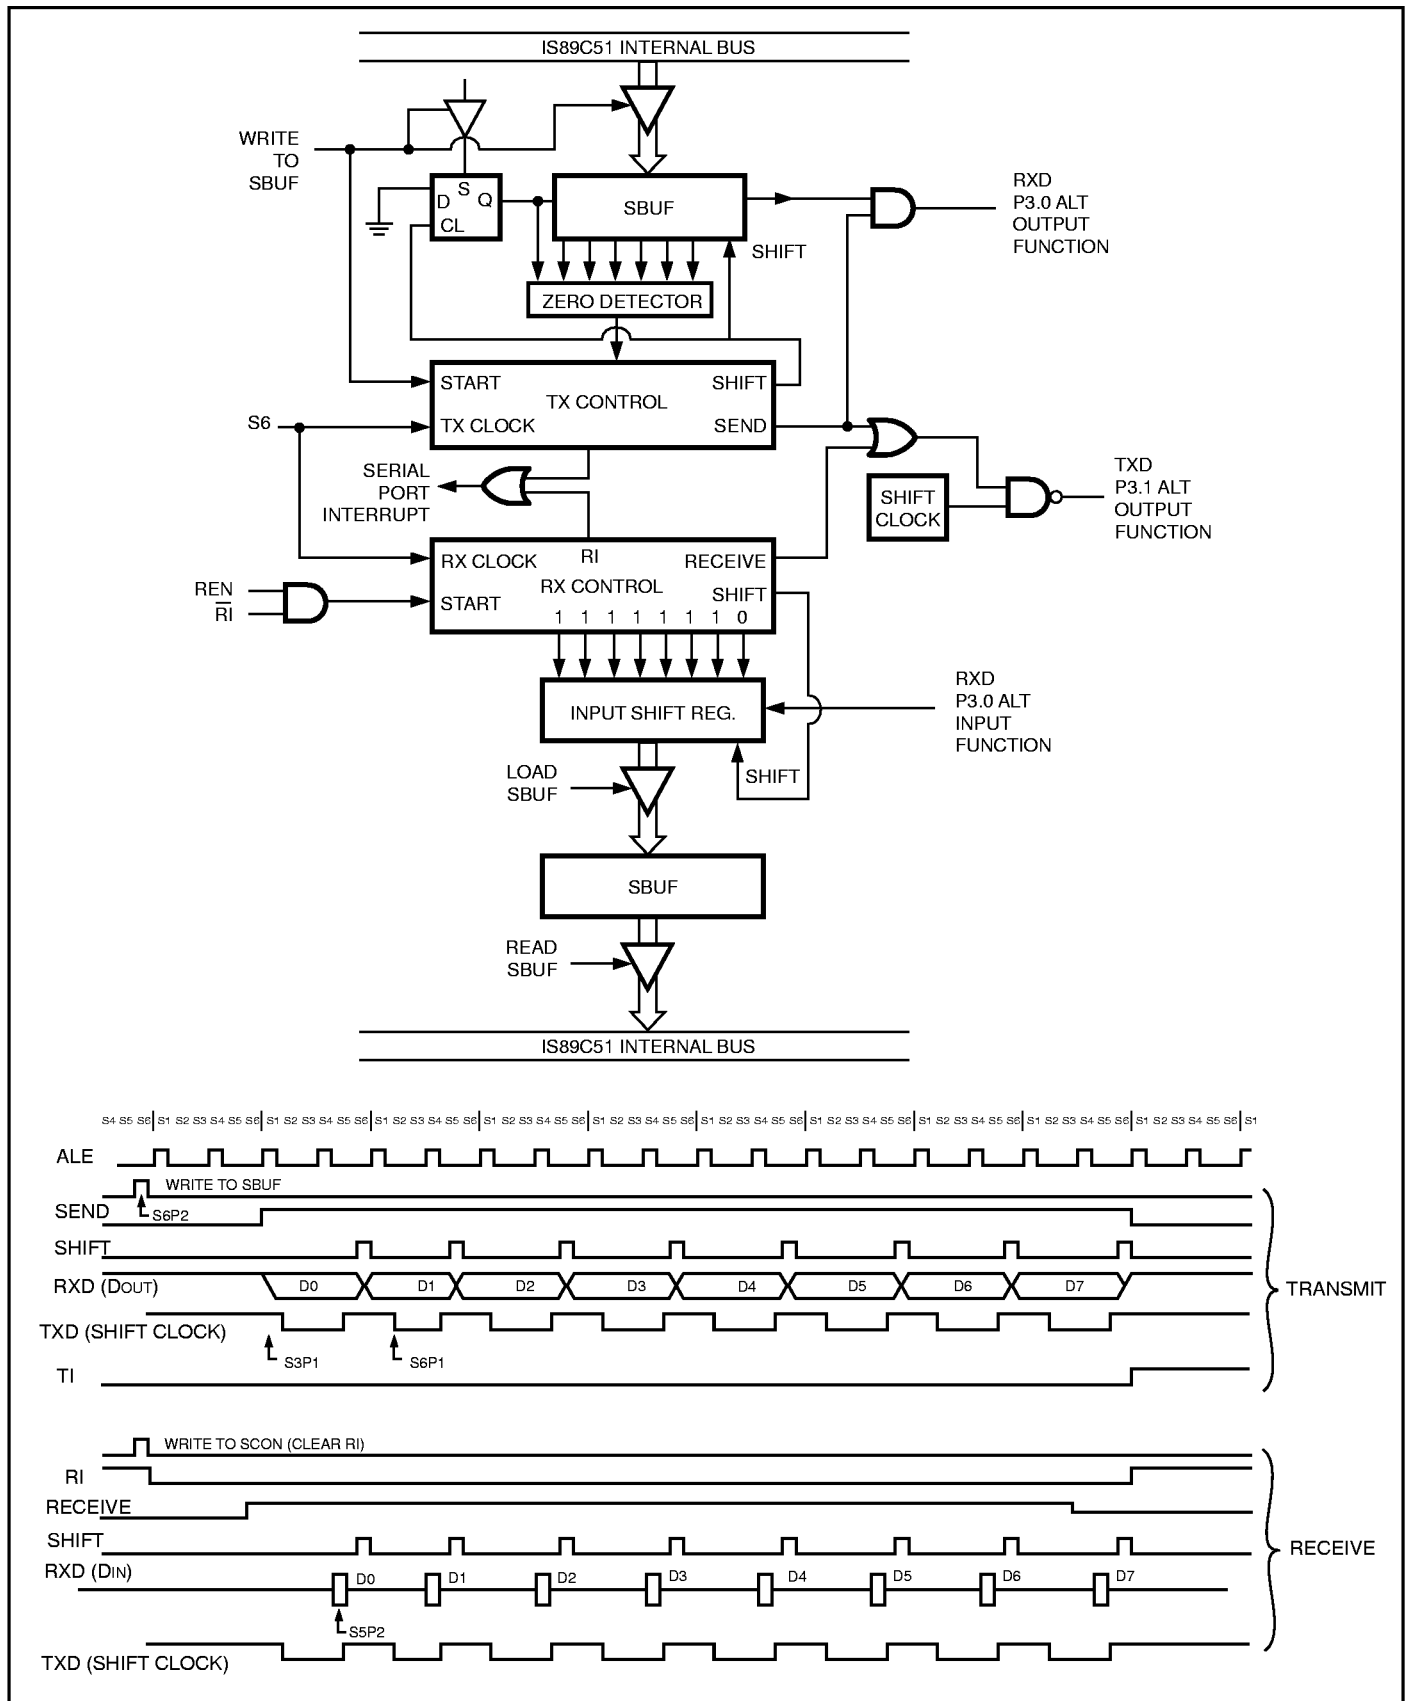 IS89C51 INTERNAL BUS
WRITE
TO
SBUF
S
D
Q
CL
SBUF
SHIFT
RXD
P3.0 ALT
OUTPUT
FUNCTION
ZERO DETECTOR
START
SHIFT
TX CONTROL
S6
TX CLOCK
SEND
SERIAL
PORT
INTERRUPT
SHIFT
CLOCK
TXD
P3.1 ALT
OUTPUT
FUNCTION
RX CLOCK
RI
RECEIVE
RX CONTROL
SHIFT
REN
RI
START
1 1 1 1 1 1 1 0
INPUT SHIFT REG.
RXD
P3.0 ALT
INPUT
FUNCTION
LOAD
SBUF
SHIFT
SBUF
READ
SBUF
IS89C51 INTERNAL BUS
S4 S5 S6 S1 S2 S3 S4 S5 S6 S1 S2 S3 S4 S5 S6 S1 S2 S3 S4 S5 S6 S1 S2 S3 S4 S5 S6 S1 S2 S3 S4 S5 S6 S1 S2 S3 S4 S5 S6 S1 S2 S3 S4 S5 S6 S1 S2 S3 S4 S5 S6 S1 S2 S3 S4 S5 S6 S1 S2 S3 S4 S5 S6 S1
ALE
WRITE TO SBUF
SEND
S6P2
SHIFT
RXD (DOUT)
D0 D1 D2 D3 D4 D5 D6 D7
TRANSMIT
TXD (SHIFT CLOCK)
S3P1
S6P1
TI
WRITE TO SCON (CLEAR RI)
RI
RECEIVE
SHIFT
RECEIVE
RXD (DIN)
D0 D1 D2 D3 D4 D5 D6 D7
S5P2
TXD (SHIFT CLOCK)